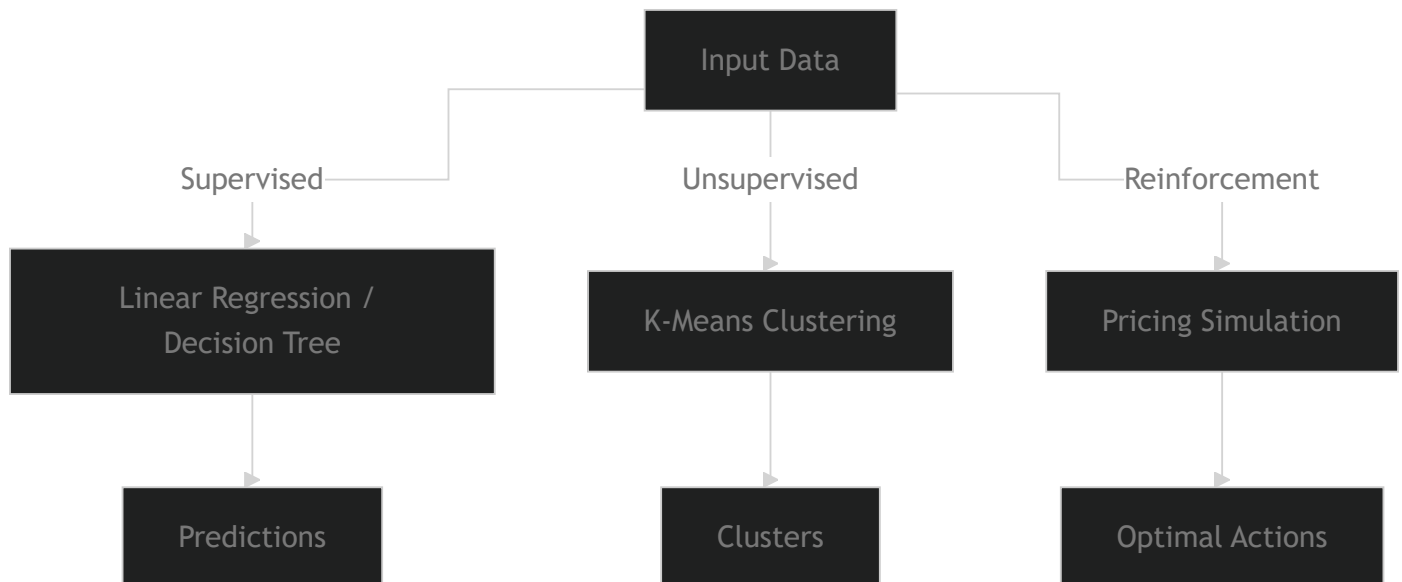 Input Data
Supervised
Unsupervised
Reinforcement
Linear Regression /
Decision Tree
K-Means Clustering
Pricing Simulation
Predictions
Clusters
Optimal Actions